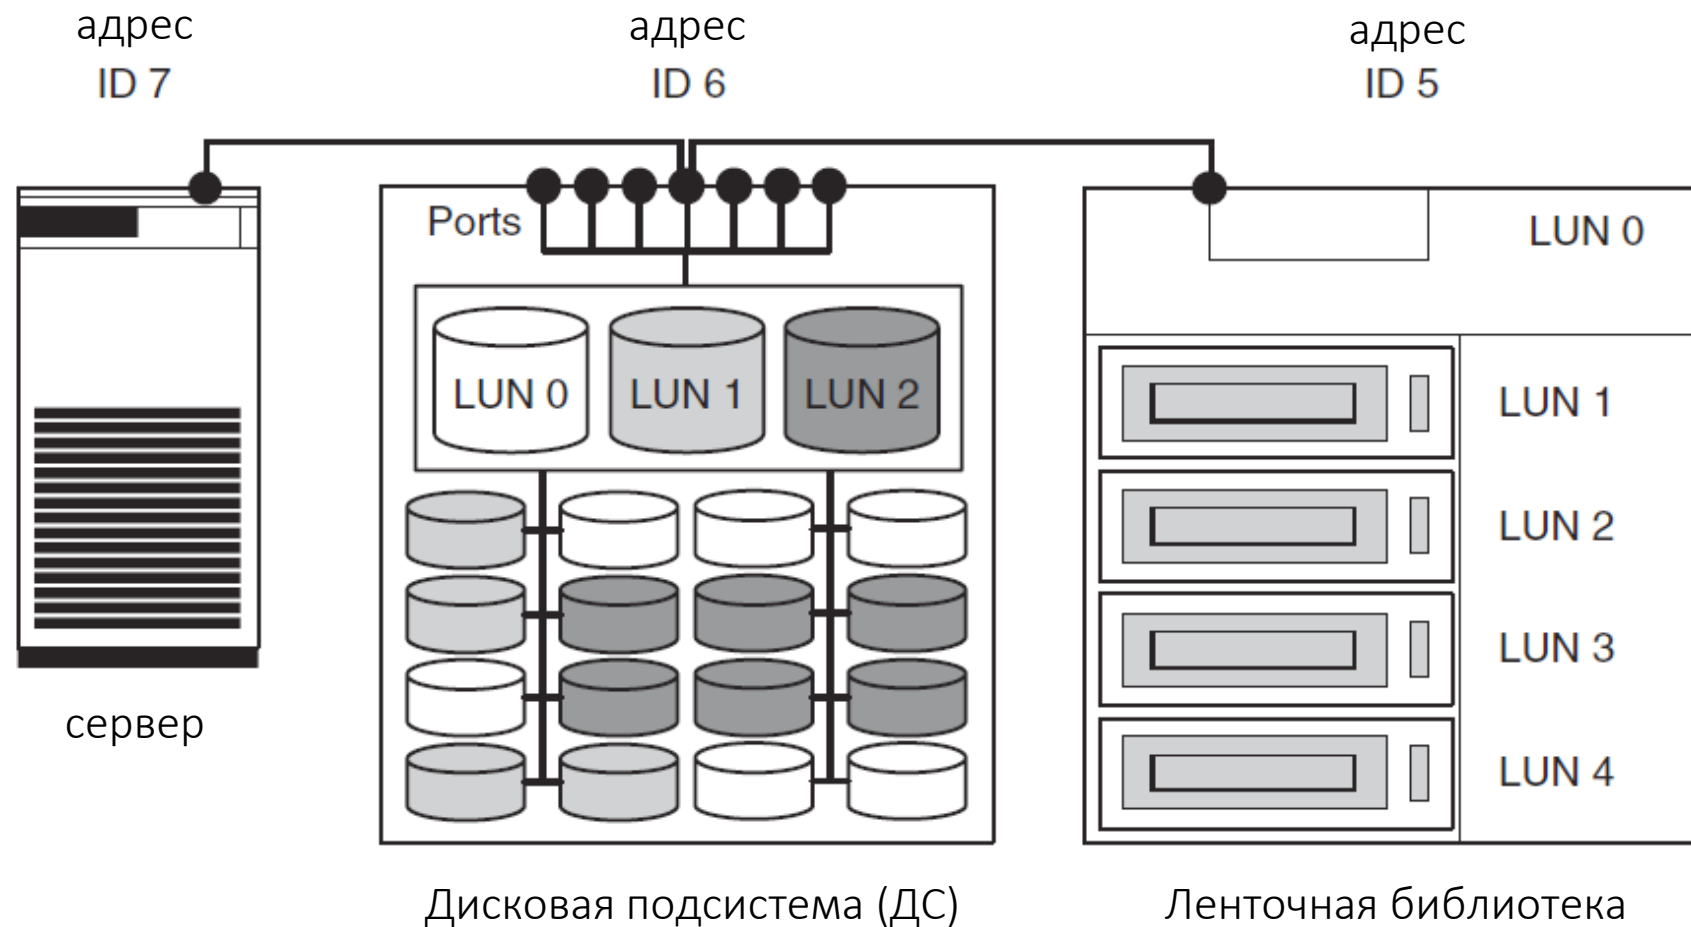 адрес
ID 7
адрес
ID 6
адрес
ID 5
Ports
LUN 0
LUN 1
LUN 2
LUN 0
LUN 1
LUN 2
LUN 3
LUN 4
сервер
Дисковая подсистема (ДС)
Ленточная библиотека